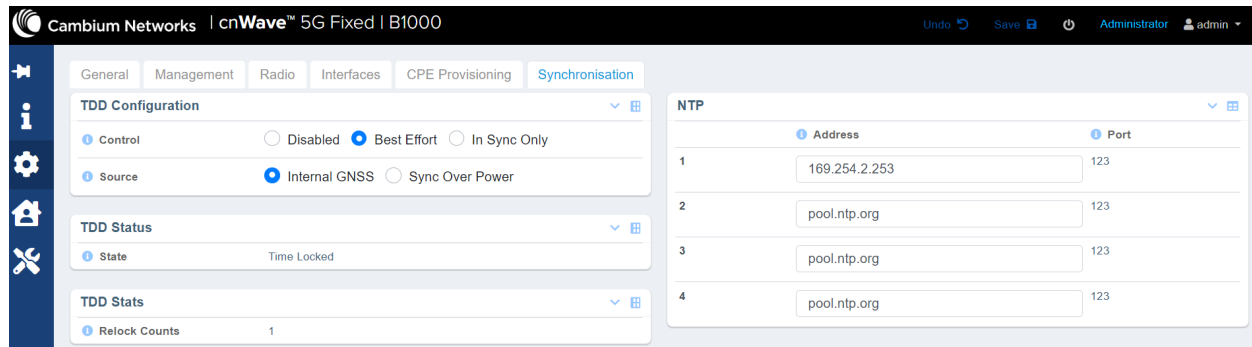 Cambium Networks | cnWave™ 5G Fixed | B1000
Undo Save Administrator admin
General Management Radio Interfaces CPE Provisioning Synchronisation
TDD Configuration
Control Disabled Best Effort In Sync Only
Source Internal GNSS Sync Over Power
TDD Status
State Time Locked
TDD Stats
Relock Counts 1
NTP
Address Port
1 169.254.2.253 123
2 pool.ntp.org 123
3 pool.ntp.org 123
4 pool.ntp.org 123